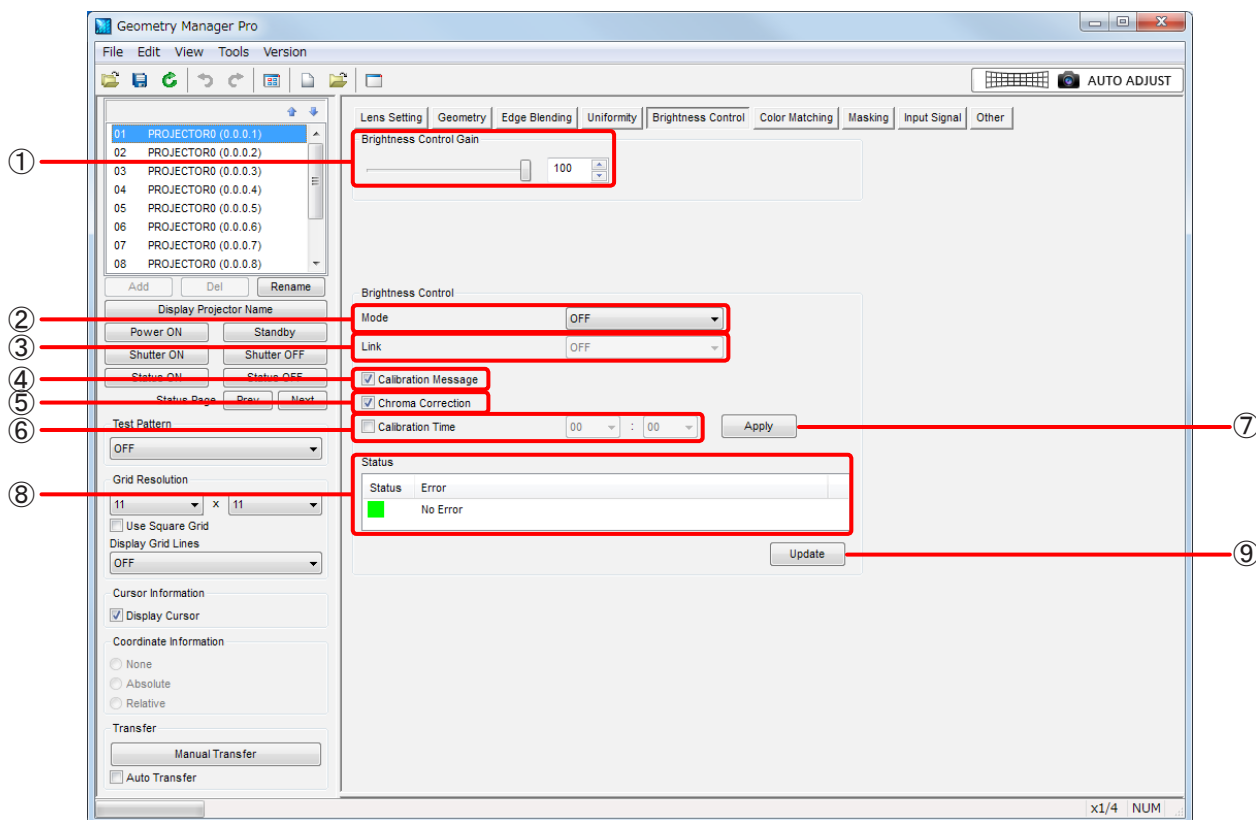 Geometry Manager Pro
File Edit View Tools Version
AUTO ADJUST
01 PROJECTOR0 (0.0.0.1)
02 PROJECTOR0 (0.0.0.2)
03 PROJECTOR0 (0.0.0.3)
04 PROJECTOR0 (0.0.0.4)
05 PROJECTOR0 (0.0.0.5)
06 PROJECTOR0 (0.0.0.6)
07 PROJECTOR0 (0.0.0.7)
08 PROJECTOR0 (0.0.0.8)
Add Del Rename
Display Projector Name
Power ON Standby
Shutter ON Shutter OFF
Status ON Status OFF
Status Page Prev Next
Test Pattern
OFF
Grid Resolution
11 x 11
Use Square Grid
Display Grid Lines
OFF
Cursor Information
Display Cursor
Coordinate Information
None
Absolute
Relative
Transfer
Manual Transfer
Auto Transfer
Lens Setting Geometry Edge Blending Uniformity Brightness Control Color Matching Masking Input Signal Other
① Brightness Control Gain
100
Brightness Control
② Mode OFF
③ Link OFF
④ Calibration Message
⑤ Chroma Correction
⑥ Calibration Time 00 : 00 Apply ⑦
⑧ Status
Status Error
No Error
Update ⑨
x1/4 NUM